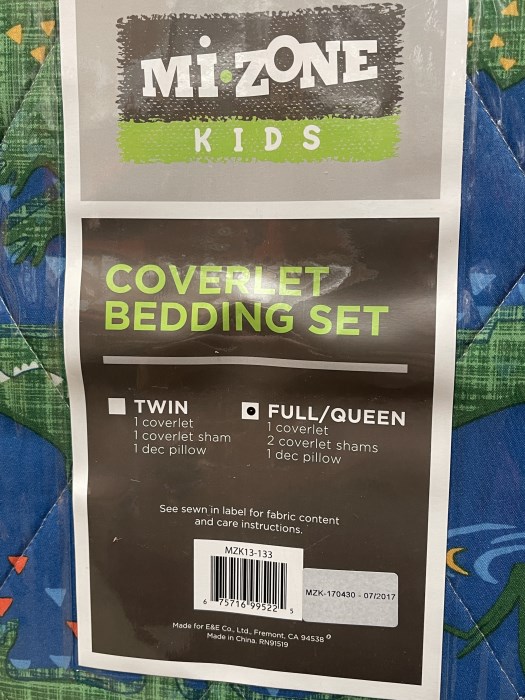 Mi·ZONE
KIDS
COVERLET
BEDDING SET
TWIN
1 coverlet
1 coverlet sham
1 dec pillow
FULL/QUEEN
1 coverlet
2 coverlet shams
1 dec pillow
See sewn in label for fabric content
and care instructions.
MZK13-133
6 75716 99522 5
MZK-170430 - 07/2017
Made for E&E Co., Ltd., Fremont, CA 94538
Made in China. RN91519